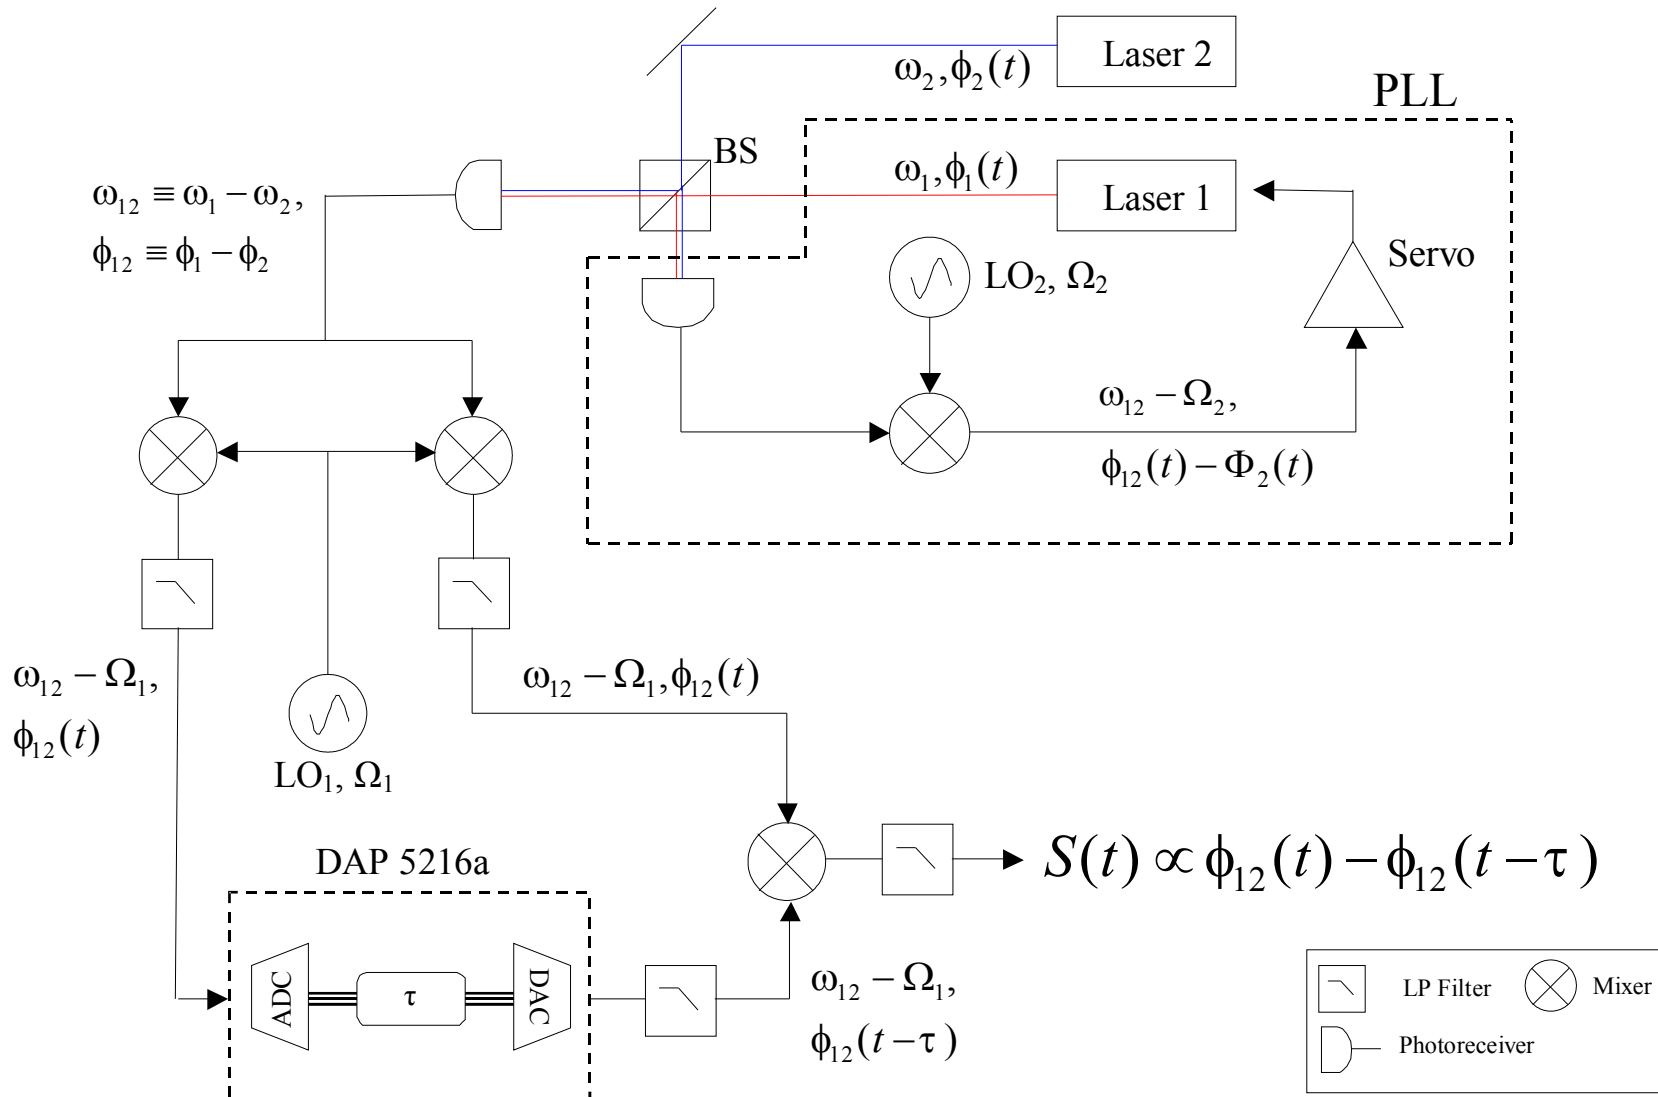 Laser 2
ω₂,ϕ₂(t)
PLL
BS
ω₁,ϕ₁(t)
Laser 1
ω₁₂ ≡ ω₁ − ω₂,
ϕ₁₂ ≡ ϕ₁ − ϕ₂
LO₂, Ω₂
Servo
ω₁₂ − Ω₂,
ϕ₁₂(t) − Φ₂(t)
ω₁₂ − Ω₁,
ϕ₁₂(t)
ω₁₂ − Ω₁,ϕ₁₂(t)
LO₁, Ω₁
DAP 5216a
S(t) ∝ ϕ₁₂(t) − ϕ₁₂(t − τ)
ADC
τ
DAC
ω₁₂ − Ω₁,
ϕ₁₂(t − τ)
LP Filter
Mixer
Photoreceiver